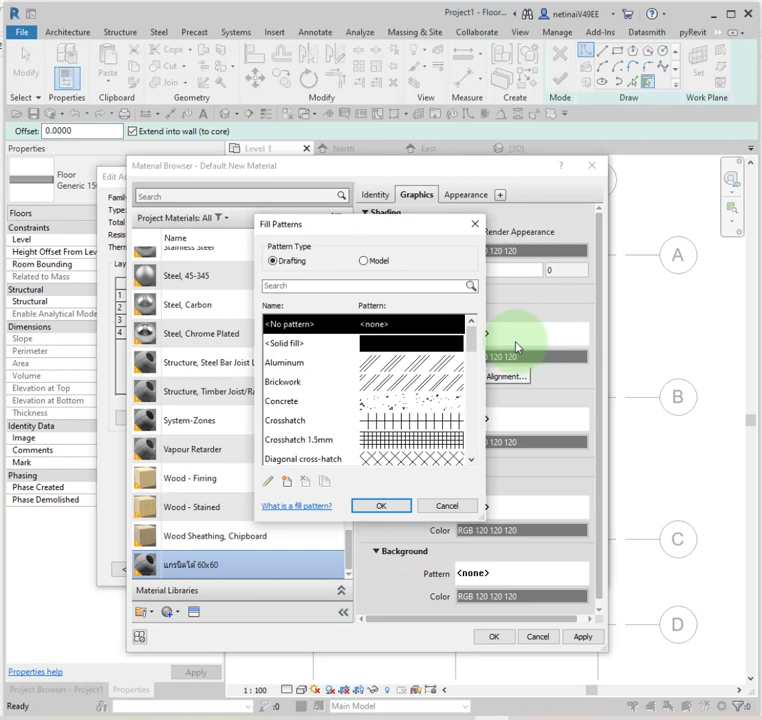 Project1 - Floor...
netinaiV49EE
File Architecture Structure Steel Precast Systems Insert Annotate Analyze Massing & Site Collaborate View Manage Add-Ins Datasmith pyRevit
Modify
Properties
Paste
Cope
Cut
Join
Set
Select Properties Clipboard Geometry Modify View Measure Create Mode Draw Work Plane
Offset: 0.0000 Extend into wall (to core)
Properties
Level 1 North East {3D}
Floor
Floors
Constraints
Level
Height Offset From Lev
Room Bounding
Related to Mass
Structural
Structural
Enable Analytical Mode
Dimensions
Slope
Perimeter
Area
Volume
Elevation at Top
Elevation at Bottom
Thickness
Identity Data
Image
Comments
Mark
Phasing
Phase Created
Phase Demolished
Properties help Apply
Project Browser - Project1 Properties
1
2
3
4
Material Browser - Default New Material
Search
Project Materials: All
Name
Stainless Steel
Steel, 45-345
Steel, Carbon
Steel, Chrome Plated
Structure, Steel Bar Joist L
Structure, Timber Joist/Ra
System-Zones
Vapour Retarder
Wood - Firring
Wood - Stained
Wood Sheathing, Chipboard
แกรนิตโต้ 60x60
Material Libraries
Identity Graphics Appearance
Shading
Render Appearance
120 120
0
120 120
Alignment...
120 120
Color RGB 120 120 120
Background
Pattern <none>
Color RGB 120 120 120
OK Cancel Apply
Fill Patterns
Pattern Type
Drafting Model
Search
Name: Pattern:
<No pattern> <none>
<Solid fill>
Aluminum
Brickwork
Concrete
Crosshatch
Crosshatch 1.5mm
Diagonal cross-hatch
What is a fill pattern? OK Cancel
A
B
C
D
1 : 100
Ready
:0
Main Model
:0